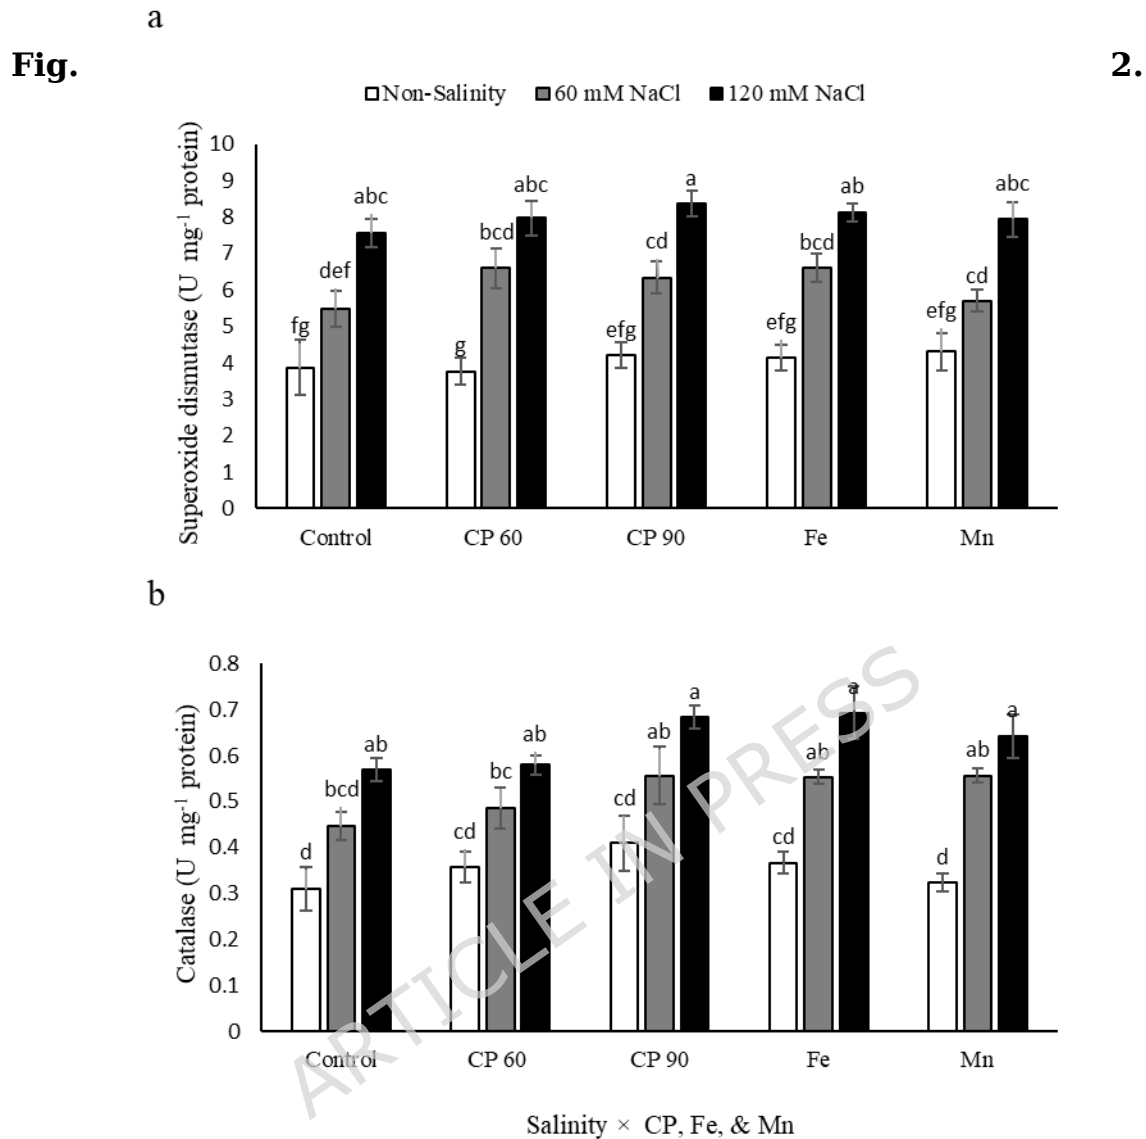 a
Fig. 2.
Non-Salinity 60 mM NaCl 120 mM NaCl
Superoxide dismutase (U mg-1 protein)
10
9
8
7
6
5
4
3
2
1
0
fg def abc
g bcd abc
efg cd a
efg bcd ab
efg cd abc
Control CP 60 CP 90 Fe Mn
b
Catalase (U mg-1 protein)
0.8
0.7
0.6
0.5
0.4
0.3
0.2
0.1
0
d bcd ab
cd bc ab
cd ab a
cd ab a
d ab a
Control CP 60 CP 90 Fe Mn
Salinity × CP, Fe, & Mn
ARTICLE IN PRESS